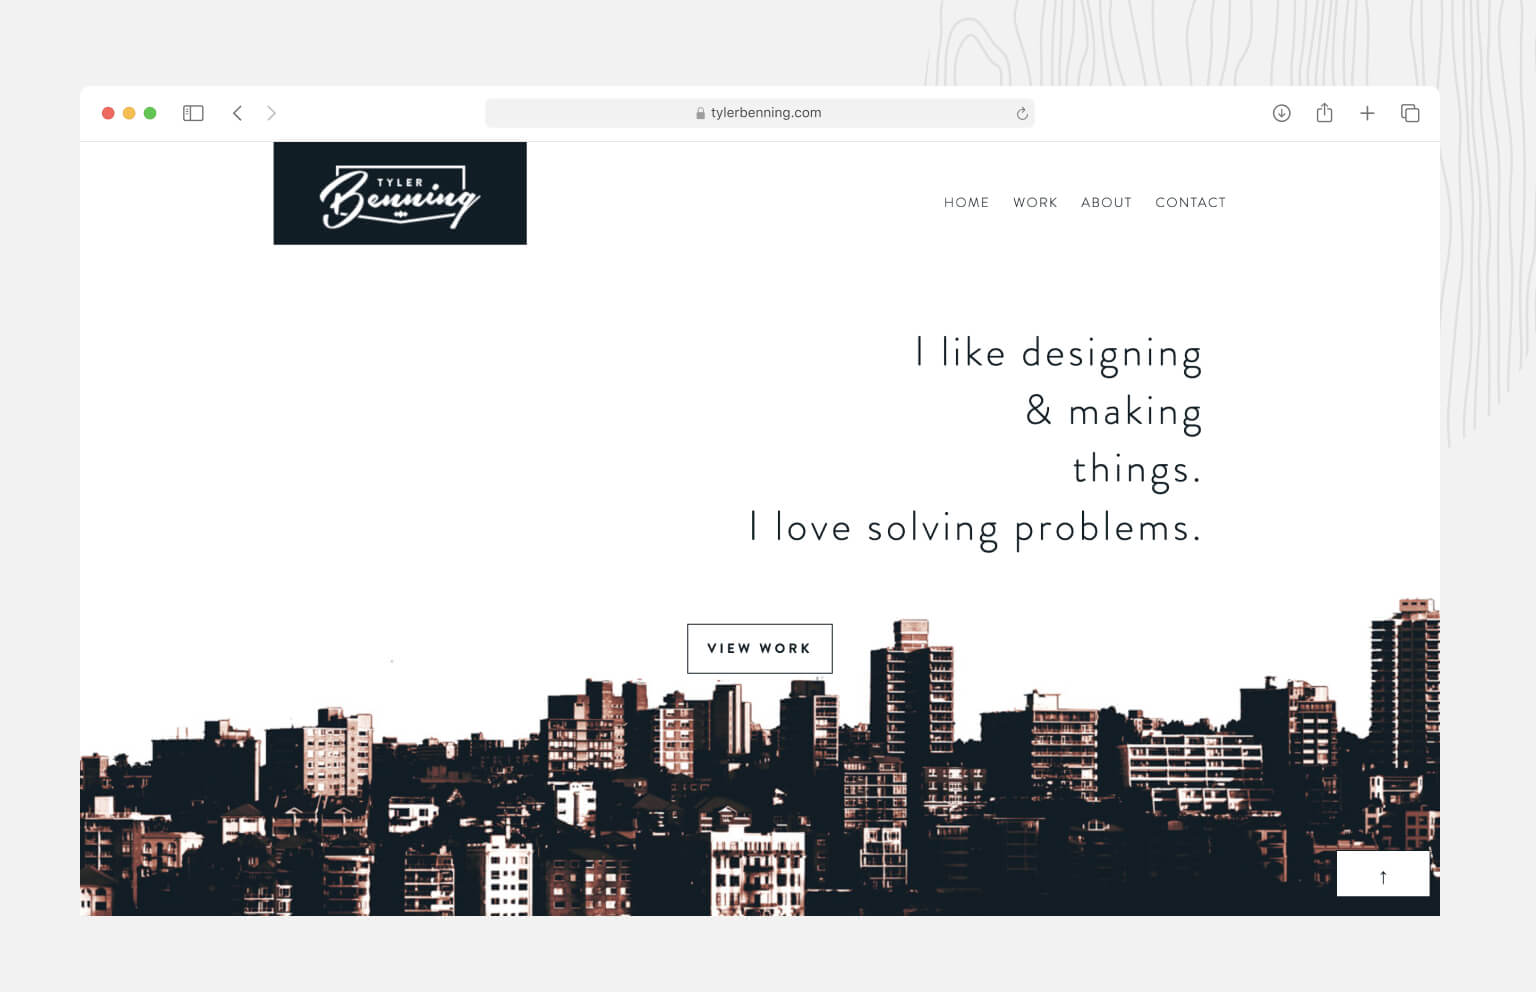 tylerbenning.com
TYLER
Benning
HOME WORK ABOUT CONTACT
I like designing
& making
things.
I love solving problems.
VIEW WORK
↑